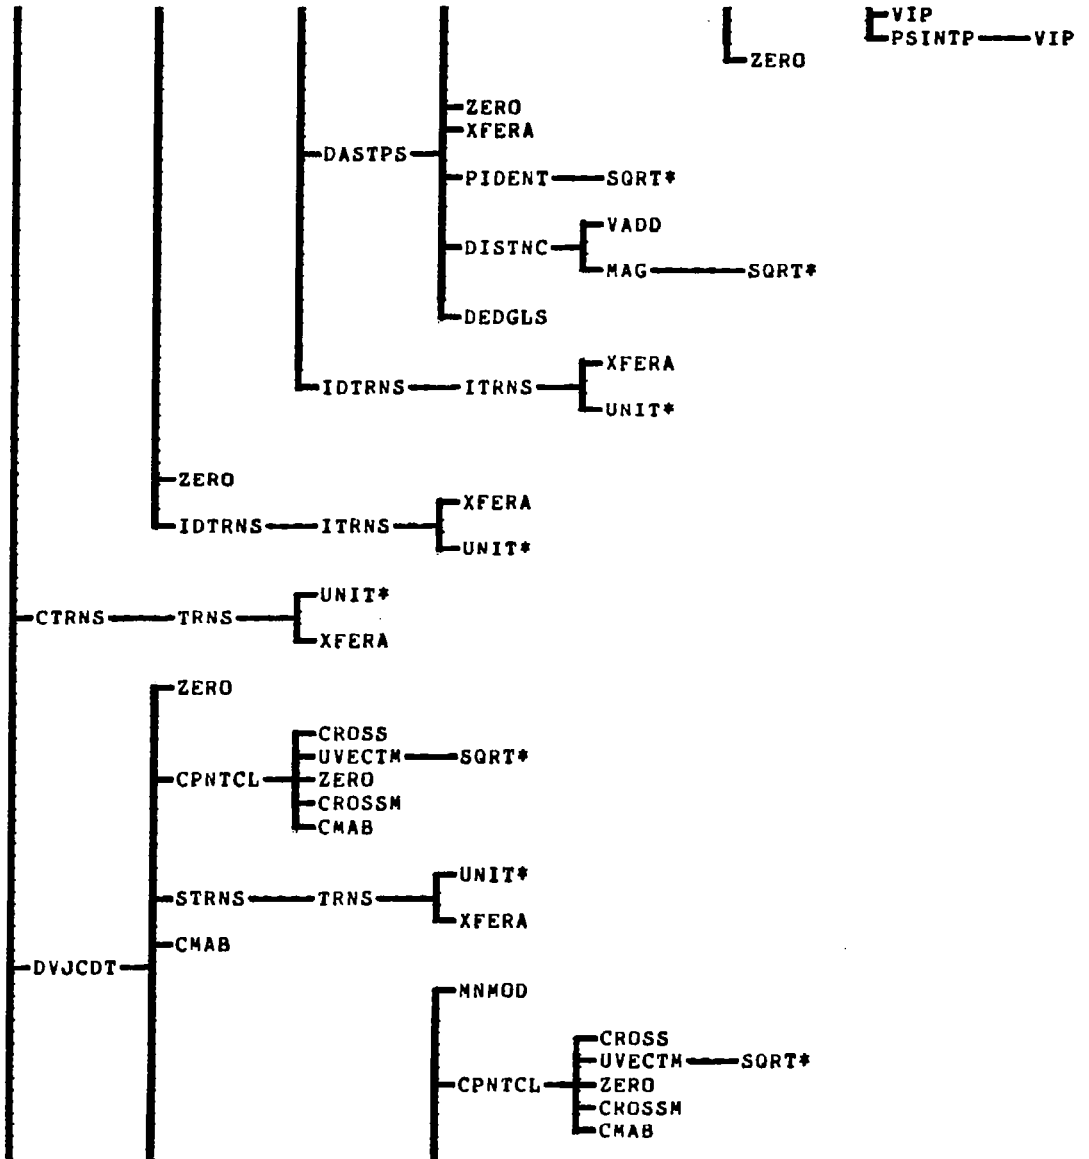 VIP
PSINTP VIP
ZERO
ZERO
XFERA
DASTPS
PIDENT SQRT*
VADD
DISTNC
MAG SQRT*
DEDGLS
XFERA
IDTRNS ITRNS
UNIT*
ZERO
XFERA
IDTRNS ITRNS
UNIT*
UNIT*
CTRNS TRNS
XFERA
ZERO
CROSS
UVECTM SQRT*
CPNTCL ZERO
CROSSM
CMAB
UNIT*
STRNS TRNS
XFERA
CMAB
DVJCDT
MNMOD
CROSS
UVECTM SQRT*
CPNTCL ZERO
CROSSM
CMAB